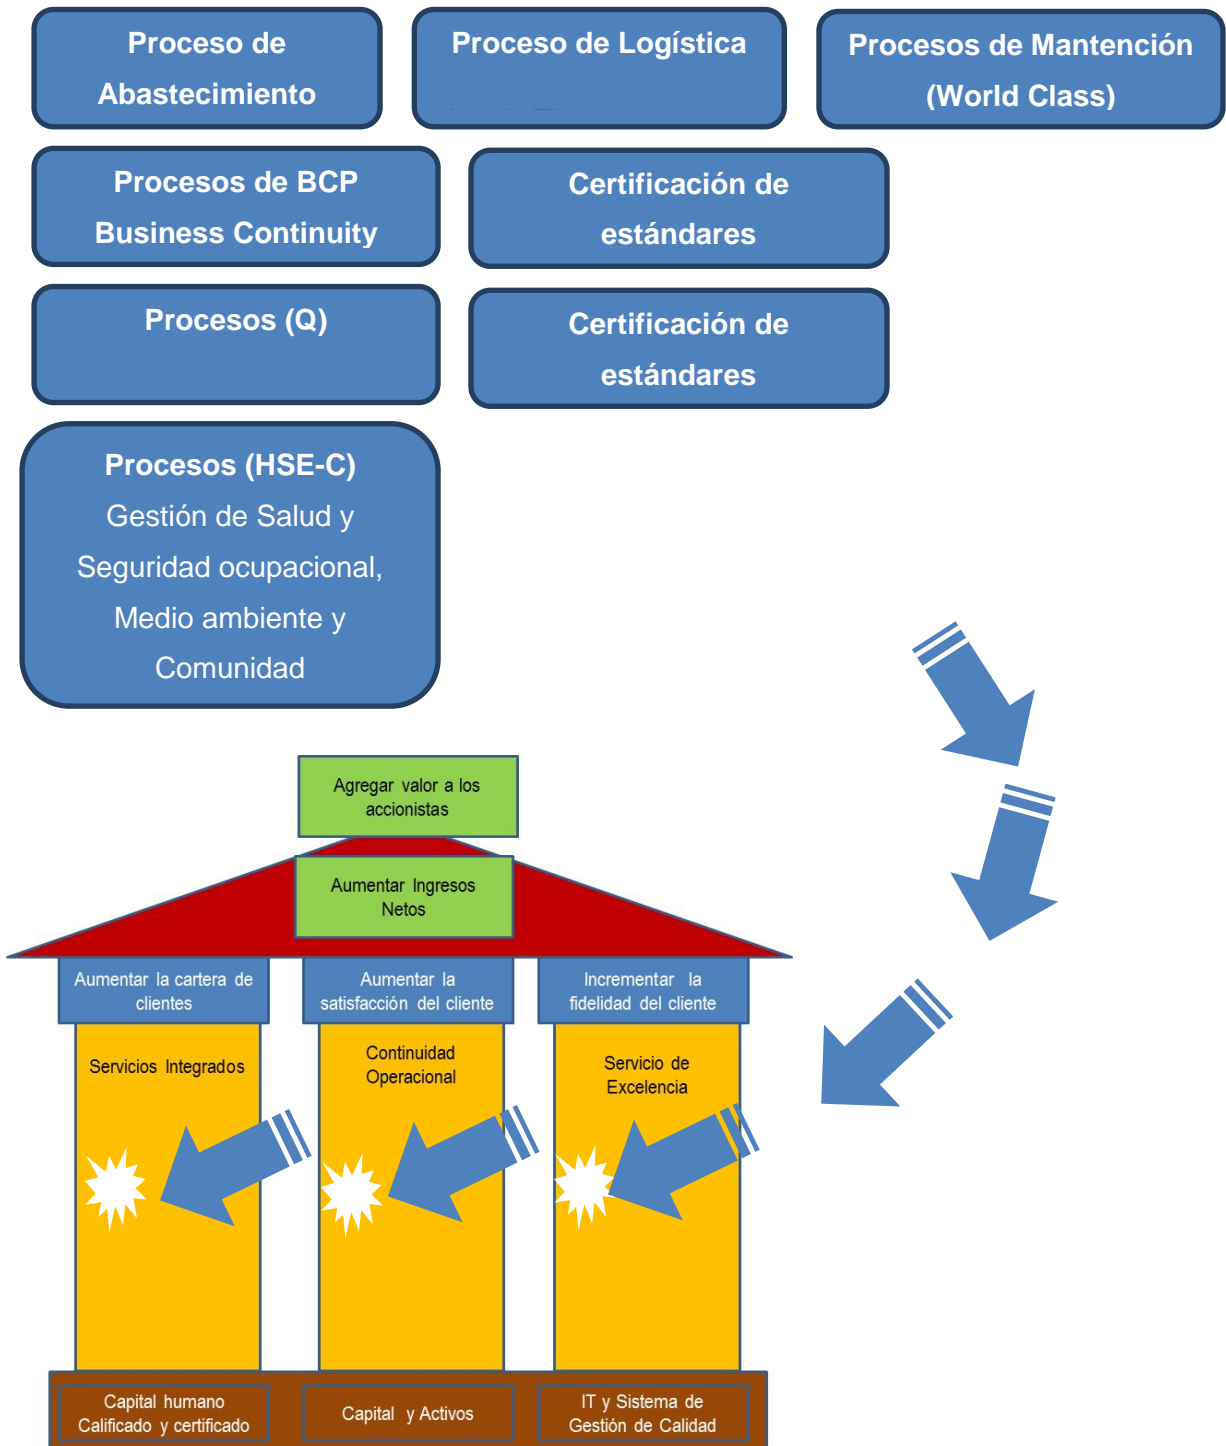 Proceso de
Abastecimiento
Proceso de Logística
Procesos de Mantención
(World Class)
Procesos de BCP
Business Continuity
Certificación de
estándares
Procesos (Q)
Certificación de
estándares
Procesos (HSE-C)
Gestión de Salud y
Seguridad ocupacional,
Medio ambiente y
Comunidad
Agregar valor a los
accionistas
Aumentar Ingresos
Netos
Aumentar la cartera de
clientes
Aumentar la
satisfacción del cliente
Incrementar la
fidelidad del cliente
Servicios Integrados
Continuidad
Operacional
Servicio de
Excelencia
Capital humano
Calificado y certificado
Capital y Activos
IT y Sistema de
Gestión de Calidad